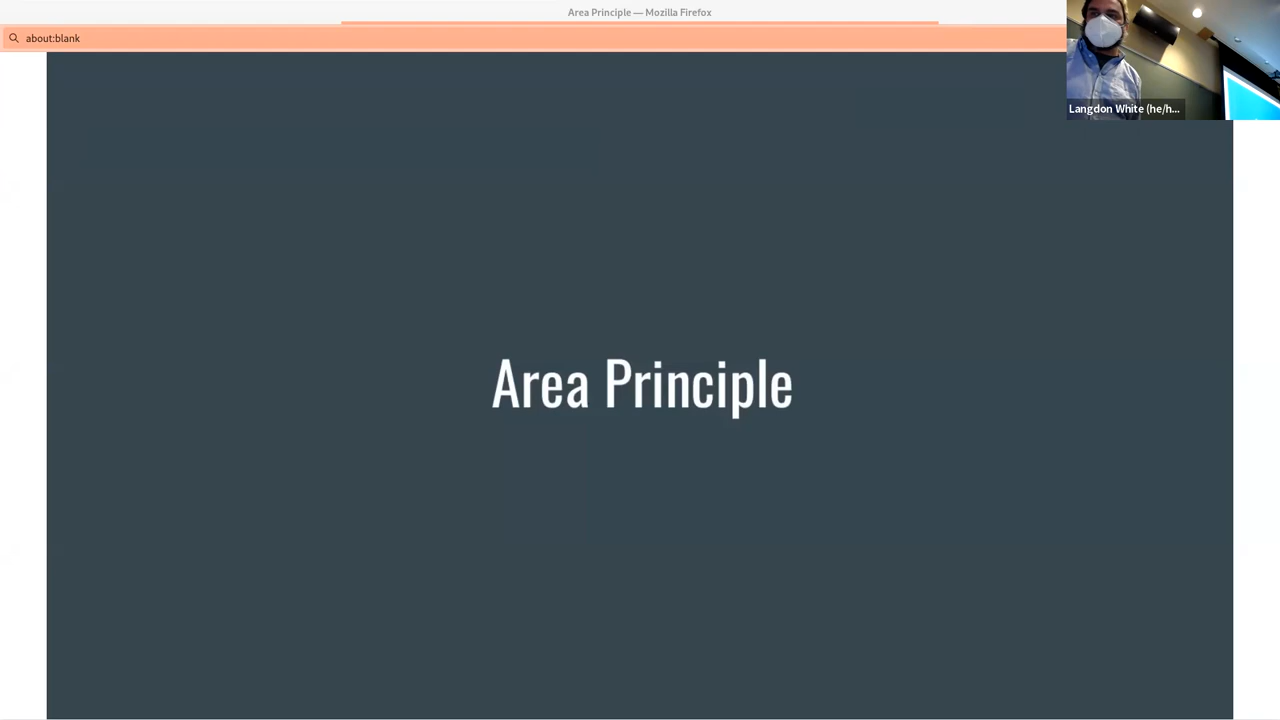 Area Principle — Mozilla Firefox
about:blank
Langdon White (he/h...
Area Principle